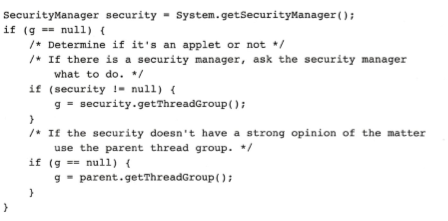 SecurityManager security = System.getSecurityManager();
if (g == null) {
    /* Determine if it's an applet or not */
    /* If there is a security manager, ask the security manager
       what to do. */
    if (security != null) {
        g = security.getThreadGroup();
    }
    /* If the security doesn't have a strong opinion of the matter
       use the parent thread group. */
    if (g == null) {
        g = parent.getThreadGroup();
    }
}